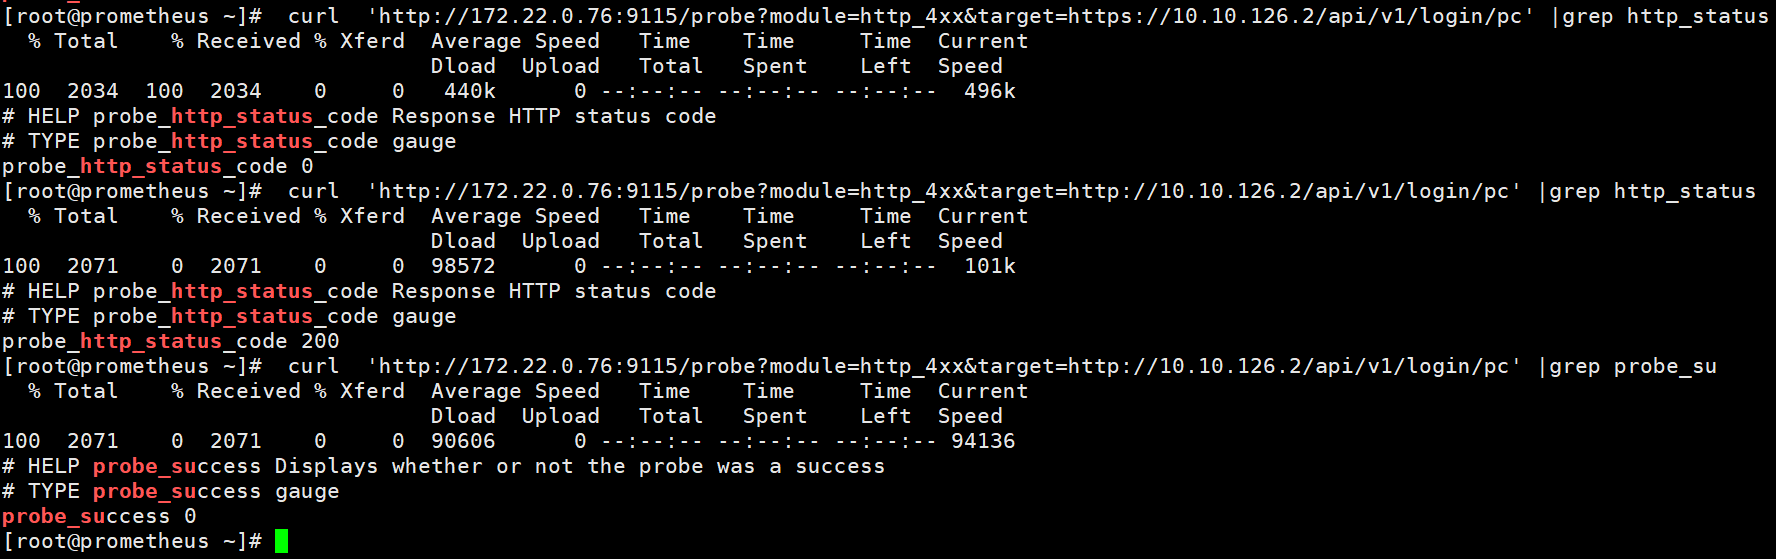 [root@prometheus ~]#  curl  'http://172.22.0.76:9115/probe?module=http_4xx&target=https://10.10.126.2/api/v1/login/pc' |grep http_status
  % Total    % Received % Xferd  Average Speed   Time    Time     Time  Current
                                 Dload  Upload   Total   Spent    Left  Speed
100  2034  100  2034    0     0   440k      0 --:--:-- --:--:-- --:--:--  496k
# HELP probe_http_status_code Response HTTP status code
# TYPE probe_http_status_code gauge
probe_http_status_code 0
[root@prometheus ~]#  curl  'http://172.22.0.76:9115/probe?module=http_4xx&target=http://10.10.126.2/api/v1/login/pc' |grep http_status
  % Total    % Received % Xferd  Average Speed   Time    Time     Time  Current
                                 Dload  Upload   Total   Spent    Left  Speed
100  2071    0  2071    0     0  98572      0 --:--:-- --:--:-- --:--:--  101k
# HELP probe_http_status_code Response HTTP status code
# TYPE probe_http_status_code gauge
probe_http_status_code 200
[root@prometheus ~]#  curl  'http://172.22.0.76:9115/probe?module=http_4xx&target=http://10.10.126.2/api/v1/login/pc' |grep probe_su
  % Total    % Received % Xferd  Average Speed   Time    Time     Time  Current
                                 Dload  Upload   Total   Spent    Left  Speed
100  2071    0  2071    0     0  90606      0 --:--:-- --:--:-- --:--:-- 94136
# HELP probe_success Displays whether or not the probe was a success
# TYPE probe_success gauge
probe_success 0
[root@prometheus ~]#